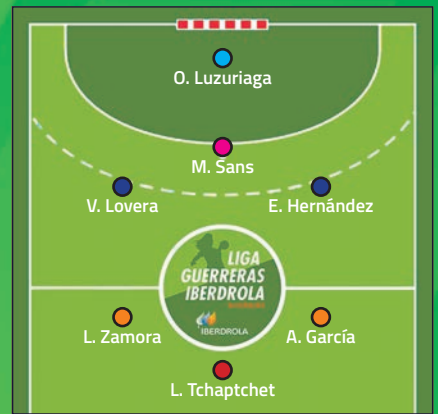 O. Luzuriaga
M. Sans
V. Lovera
E. Hernández
LIGA
GUERRERAS
IBERDROLA
IBERDROLA
L. Zamora
A. García
L. Tchaptchet